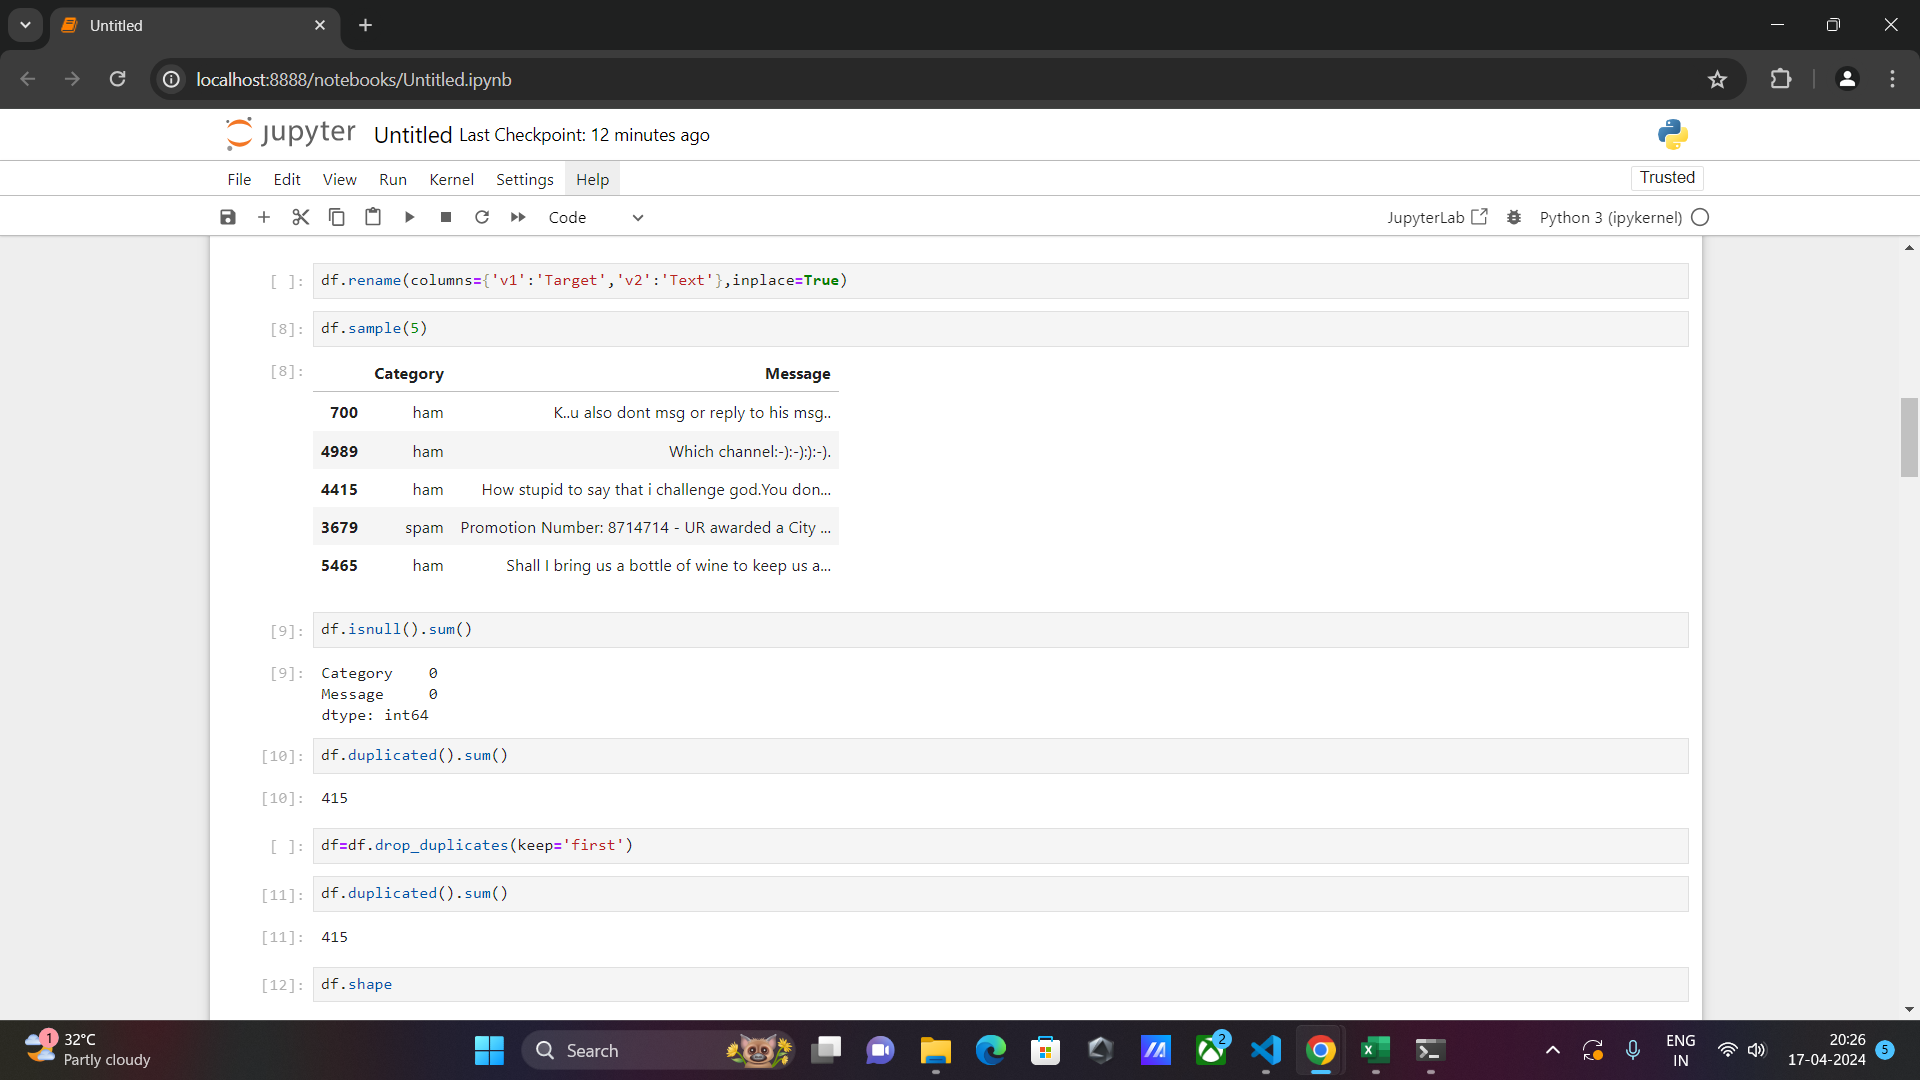 Untitled
localhost:8888/notebooks/Untitled.ipynb
jupyter Untitled Last Checkpoint: 12 minutes ago
File Edit View Run Kernel Settings Help Trusted
Code JupyterLab Python 3 (ipykernel)
[ ]: df.rename(columns={'v1':'Target','v2':'Text'},inplace=True)
[8]: df.sample(5)
[8]: Category Message
700 ham K..u also dont msg or reply to his msg..
4989 ham Which channel:-):-):):-).
4415 ham How stupid to say that i challenge god.You don...
3679 spam Promotion Number: 8714714 - UR awarded a City ...
5465 ham Shall I bring us a bottle of wine to keep us a...
[9]: df.isnull().sum()
[9]: Category 0
Message 0
dtype: int64
[10]: df.duplicated().sum()
[10]: 415
[ ]: df=df.drop_duplicates(keep='first')
[11]: df.duplicated().sum()
[11]: 415
[12]: df.shape
1 32°C
Partly cloudy
Search
2
ENG
IN
20:26
17-04-2024
5